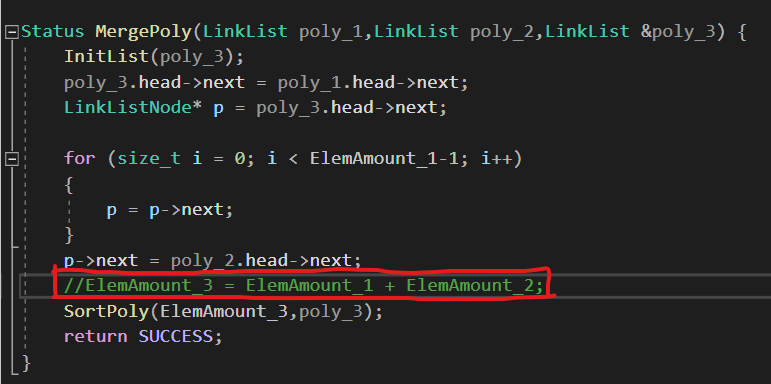 Status MergePoly(LinkList poly_1,LinkList poly_2,LinkList &poly_3) {
InitList(poly_3);
poly_3.head->next = poly_1.head->next;
LinkListNode* p = poly_3.head->next;
for (size_t i = 0; i < ElemAmount_1-1; i++)
{
p = p->next;
}
p->next = poly_2.head->next;
//ElemAmount_3 = ElemAmount_1 + ElemAmount_2;
SortPoly(ElemAmount_3,poly_3);
return SUCCESS;
}